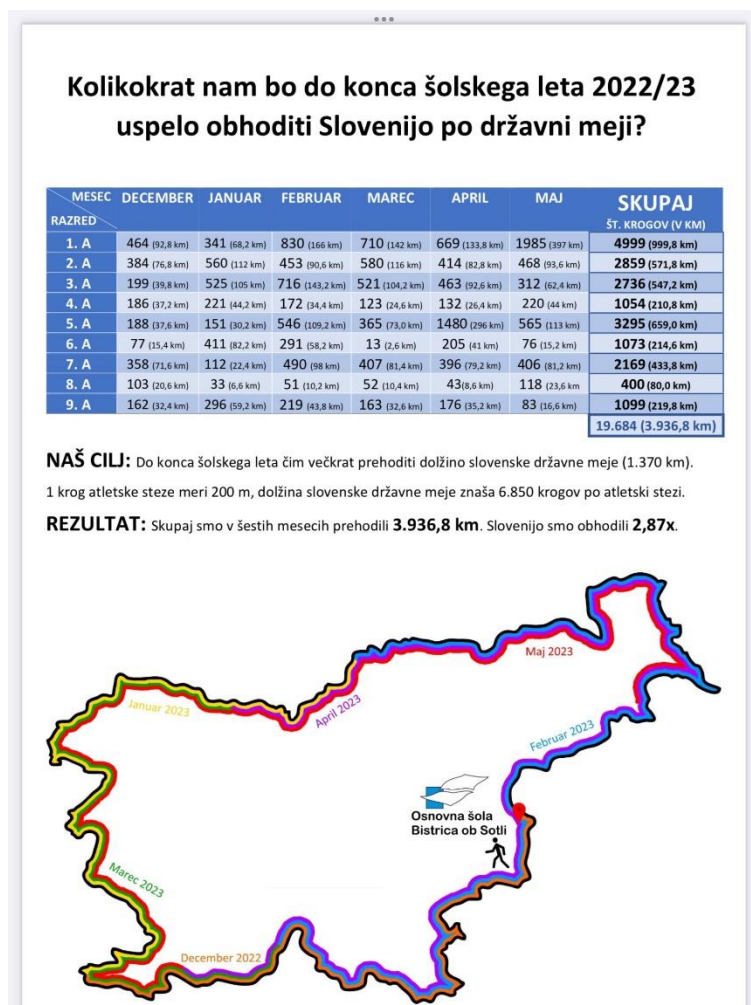 Kolikokrat nam bo do konca šolskega leta 2022/23
uspelo obhoditi Slovenijo po državni meji?
MESEC DECEMBER JANUAR FEBRUAR MAREC APRIL MAJ SKUPAJ
RAZRED ŠT. KROGOV (V KM)
1. A 464 (92,8 km) 341 (68,2 km) 830 (166 km) 710 (142 km) 669 (133,8 km) 1985 (397 km) 4999 (999,8 km)
2. A 384 (76,8 km) 560 (112 km) 453 (90,6 km) 580 (116 km) 414 (82,8 km) 468 (93,6 km) 2859 (571,8 km)
3. A 199 (39,8 km) 525 (105 km) 716 (143,2 km) 521 (104,2 km) 463 (92,6 km) 312 (62,4 km) 2736 (547,2 km)
4. A 186 (37,2 km) 221 (44,2 km) 172 (34,4 km) 123 (24,6 km) 132 (26,4 km) 220 (44 km) 1054 (210,8 km)
5. A 188 (37,6 km) 151 (30,2 km) 546 (109,2 km) 365 (73,0 km) 1480 (296 km) 565 (113 km) 3295 (659,0 km)
6. A 77 (15,4 km) 411 (82,2 km) 291 (58,2 km) 13 (2,6 km) 205 (41 km) 76 (15,2 km) 1073 (214,6 km)
7. A 358 (71,6 km) 112 (22,4 km) 490 (98 km) 407 (81,4 km) 396 (79,2 km) 406 (81,2 km) 2169 (433,8 km)
8. A 103 (20,6 km) 33 (6,6 km) 51 (10,2 km) 52 (10,4 km) 43(8,6 km) 118 (23,6 km 400 (80,0 km)
9. A 162 (32,4 km) 296 (59,2 km) 219 (43,8 km) 163 (32,6 km) 176 (35,2 km) 83 (16,6 km) 1099 (219,8 km)
19.684 (3.936,8 km)
NAŠ CILJ: Do konca šolskega leta čim večkrat prehoditi dolžino slovenske državne meje (1.370 km).
1 krog atletske steze meri 200 m, dolžina slovenske državne meje znaša 6.850 krogov po atletski stezi.
REZULTAT: Skupaj smo v šestih mesecih prehodili 3.936,8 km. Slovenijo smo obhodili 2,87x.
Maj 2023
Januar 2023
April 2023
Februar 2023
Osnovna šola
Bistrica ob Sotli
Marec 2023
December 2022